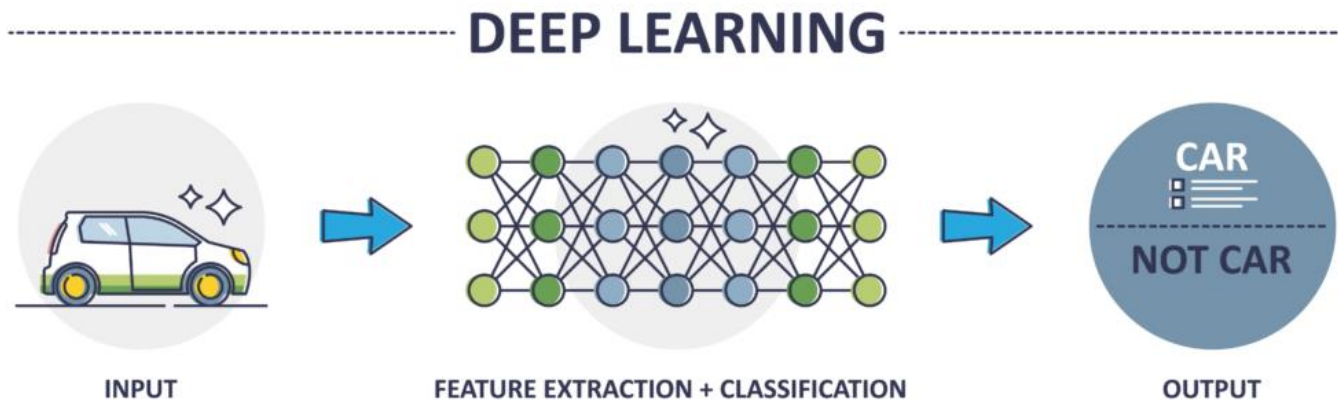 DEEP LEARNING
CAR
NOT CAR
INPUT
FEATURE EXTRACTION + CLASSIFICATION
OUTPUT